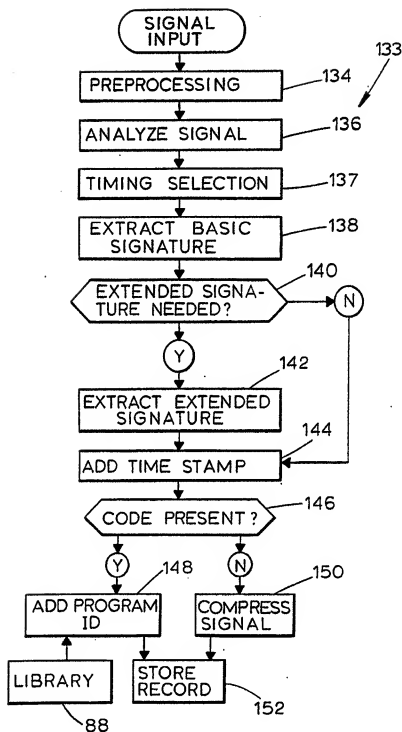 SIGNAL
INPUT
133
PREPROCESSING
134
ANALYZE SIGNAL
136
TIMING SELECTION
137
EXTRACT BASIC
SIGNATURE
138
140
EXTENDED SIGNA-
TURE NEEDED?
N
Y
142
EXTRACT EXTENDED
SIGNATURE
144
ADD TIME STAMP
146
CODE PRESENT?
Y
N
148
150
ADD PROGRAM
ID
COMPRESS
SIGNAL
LIBRARY
STORE
RECORD
88
152